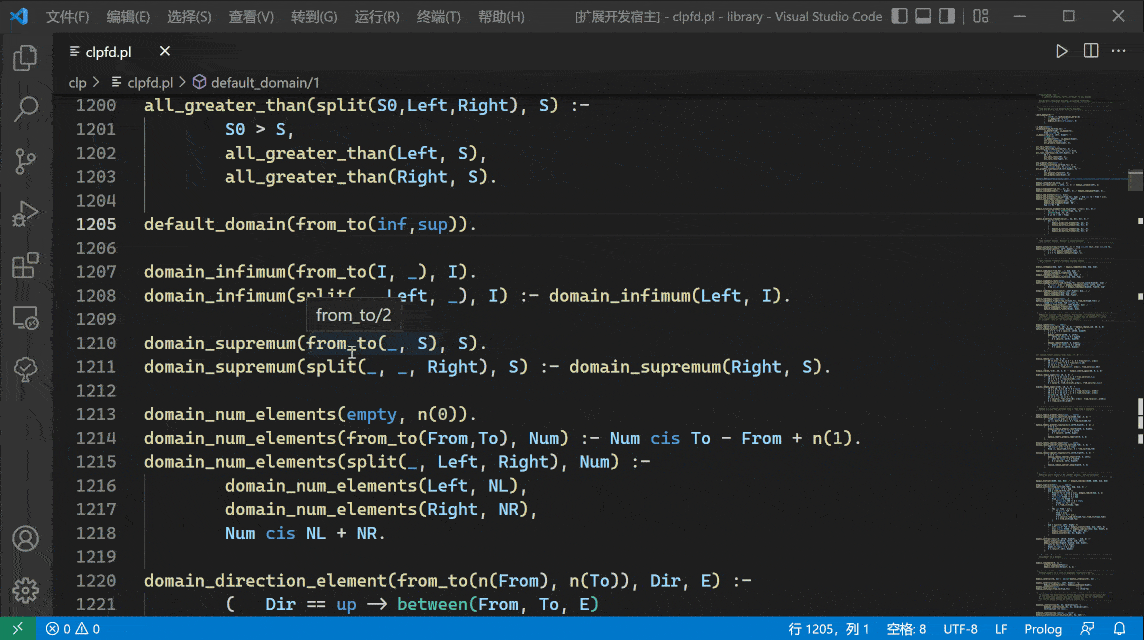 文件(F) 编辑(E) 选择(S) 查看(V) 转到(G) 运行(R) 终端(T) 帮助(H) [扩展开发宿主] - clpfd.pl - library - Visual Studio Code
clpfd.pl
clp > clpfd.pl > default_domain/1
1200 all_greater_than(split(S0,Left,Right), S) :-
1201 S0 > S,
1202 all_greater_than(Left, S),
1203 all_greater_than(Right, S).
1204
1205 default_domain(from_to(inf,sup)).
1206
1207 domain_infimum(from_to(I, _), I).
1208 domain_infimum(split(_, Left, _), I) :- domain_infimum(Left, I).
1209
from_to/2
1210 domain_supremum(from_to(_, S), S).
1211 domain_supremum(split(_, _, Right), S) :- domain_supremum(Right, S).
1212
1213 domain_num_elements(empty, n(0)).
1214 domain_num_elements(from_to(From,To), Num) :- Num cis To - From + n(1).
1215 domain_num_elements(split(_, Left, Right), Num) :-
1216 domain_num_elements(Left, NL),
1217 domain_num_elements(Right, NR),
1218 Num cis NL + NR.
1219
1220 domain_direction_element(from_to(n(From), n(To)), Dir, E) :-
1221 ( Dir == up -> between(From, To, E)
0 0 行 1205，列 1 空格: 8 UTF-8 LF Prolog